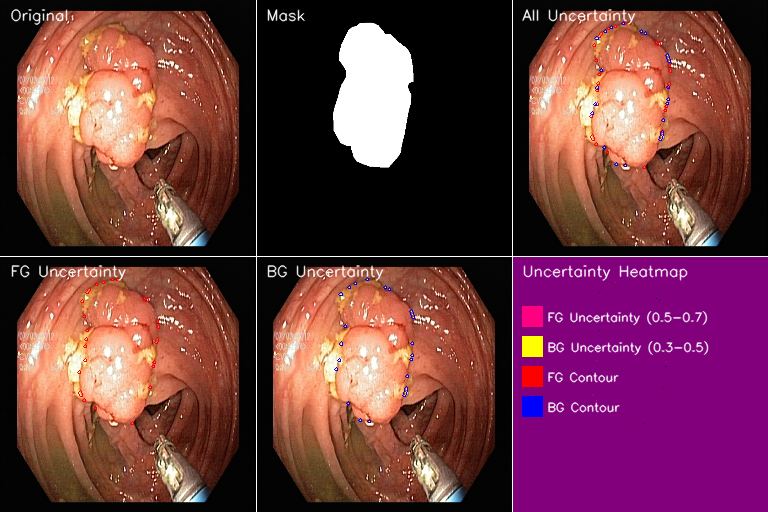 Original
Mask
All Uncertainty
FG Uncertainty
BG Uncertainty
Uncertainty Heatmap
FG Uncertainty (0.5-0.7)
BG Uncertainty (0.3-0.5)
FG Contour
BG Contour